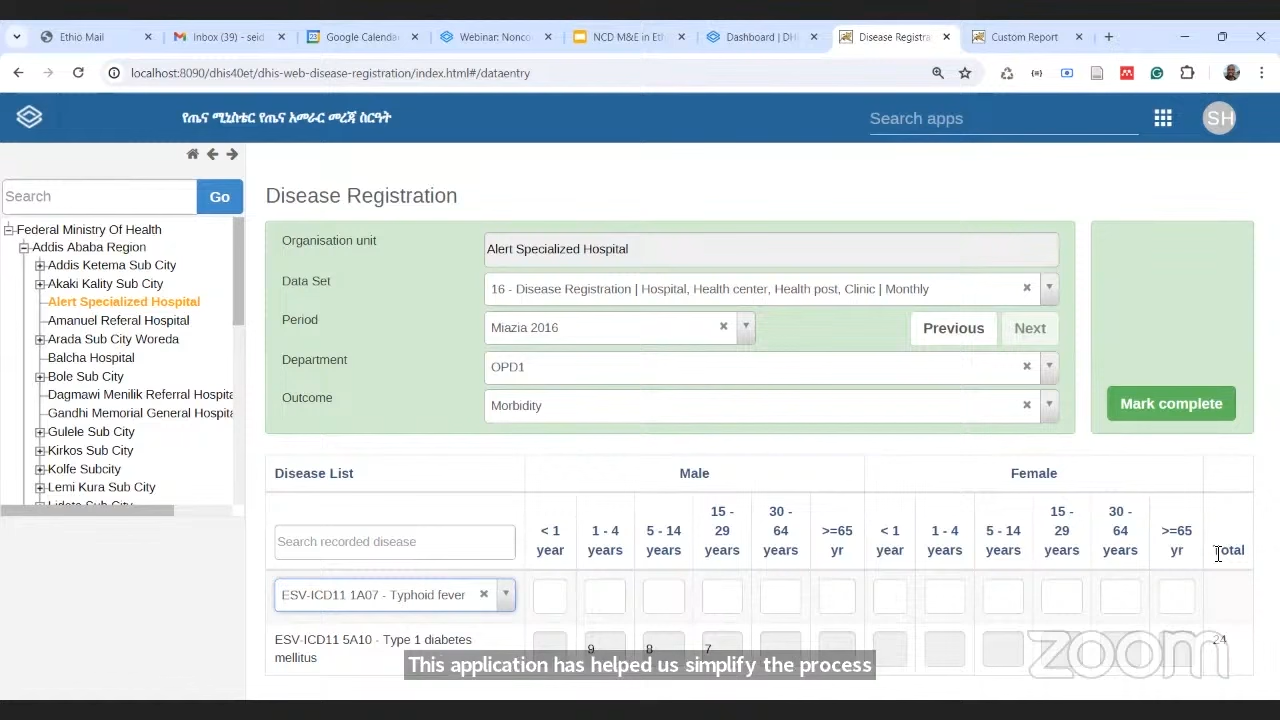 Ethio Mail
Inbox (39) - seid
Google Calenda
Webinar: Nonco
NCD M&E in Et
Dashboard | DH
Disease Registra
Custom Report
localhost:8090/dhis40et/dhis-web-disease-registration/index.html#/dataentry
የጤና ሚኒስቴር የጤና አመራር መረጃ ስርዓት
Search apps
SH
Search
Go
Federal Ministry Of Health
Addis Ababa Region
Addis Ketema Sub City
Akaki Kality Sub City
Alert Specialized Hospital
Amanuel Referal Hospital
Arada Sub City Woreda
Balcha Hospital
Bole Sub City
Dagmawi Menilik Referral Hospita
Gandhi Memorial General Hospita
Gulele Sub City
Kirkos Sub City
Kolfe Subcity
Lemi Kura Sub City
Disease Registration
Organisation unit
Alert Specialized Hospital
Data Set
16 - Disease Registration | Hospital, Health center, Health post, Clinic | Monthly
Period
Miazia 2016
Previous
Next
Department
OPD1
Outcome
Morbidity
Mark complete
Disease List
Male
Female
Search recorded disease
< 1 year
1 - 4 years
5 - 14 years
15 - 29 years
30 - 64 years
>=65 yr
< 1 year
1 - 4 years
5 - 14 years
15 - 29 years
30 - 64 years
>=65 yr
Total
ESV-ICD11 1A07 - Typhoid fever
ESV-ICD11 5A10 - Type 1 diabetes
mellitus
9
8
7
24
This application has helped us simplify the process
zoom